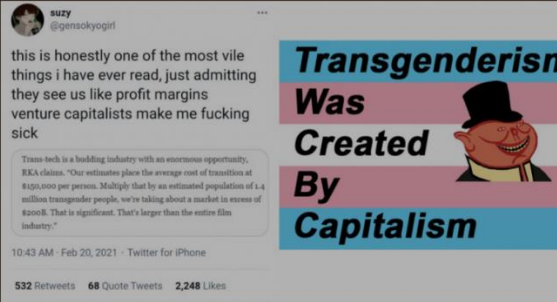 suzy
@gensokyogirl
this is honestly one of the most vile
things i have ever read, just admitting
they see us like profit margins
venture capitalists make me fucking
sick
Trans-tech is a budding industry with an enormous opportunity,
RKA claims. "Our estimates place the average cost of transition at
$150,000 per person. Multiply that by an estimated population of 1.4
million transgender people, we're taking about a market in excess of
$200B. That is significant. That's larger than the entire film
industry."
10:43 AM · Feb 20, 2021 · Twitter for iPhone
532 Retweets 68 Quote Tweets 2,248 Likes
Transgenderism
Was
Created
By
Capitalism